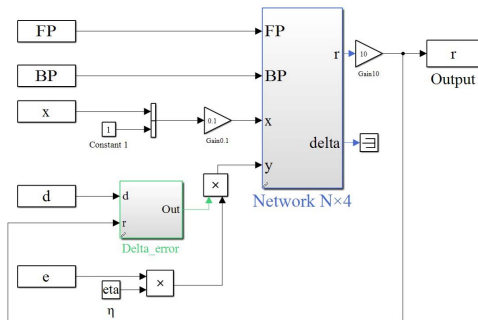 FP
BP
x
1
Constant 1
0.1
Gain0.1
FP
BP
x
y
r
delta
Network N×4
10
Gain10
r
Output
d
d
r
Out
Delta_error
×
e
eta
η
×